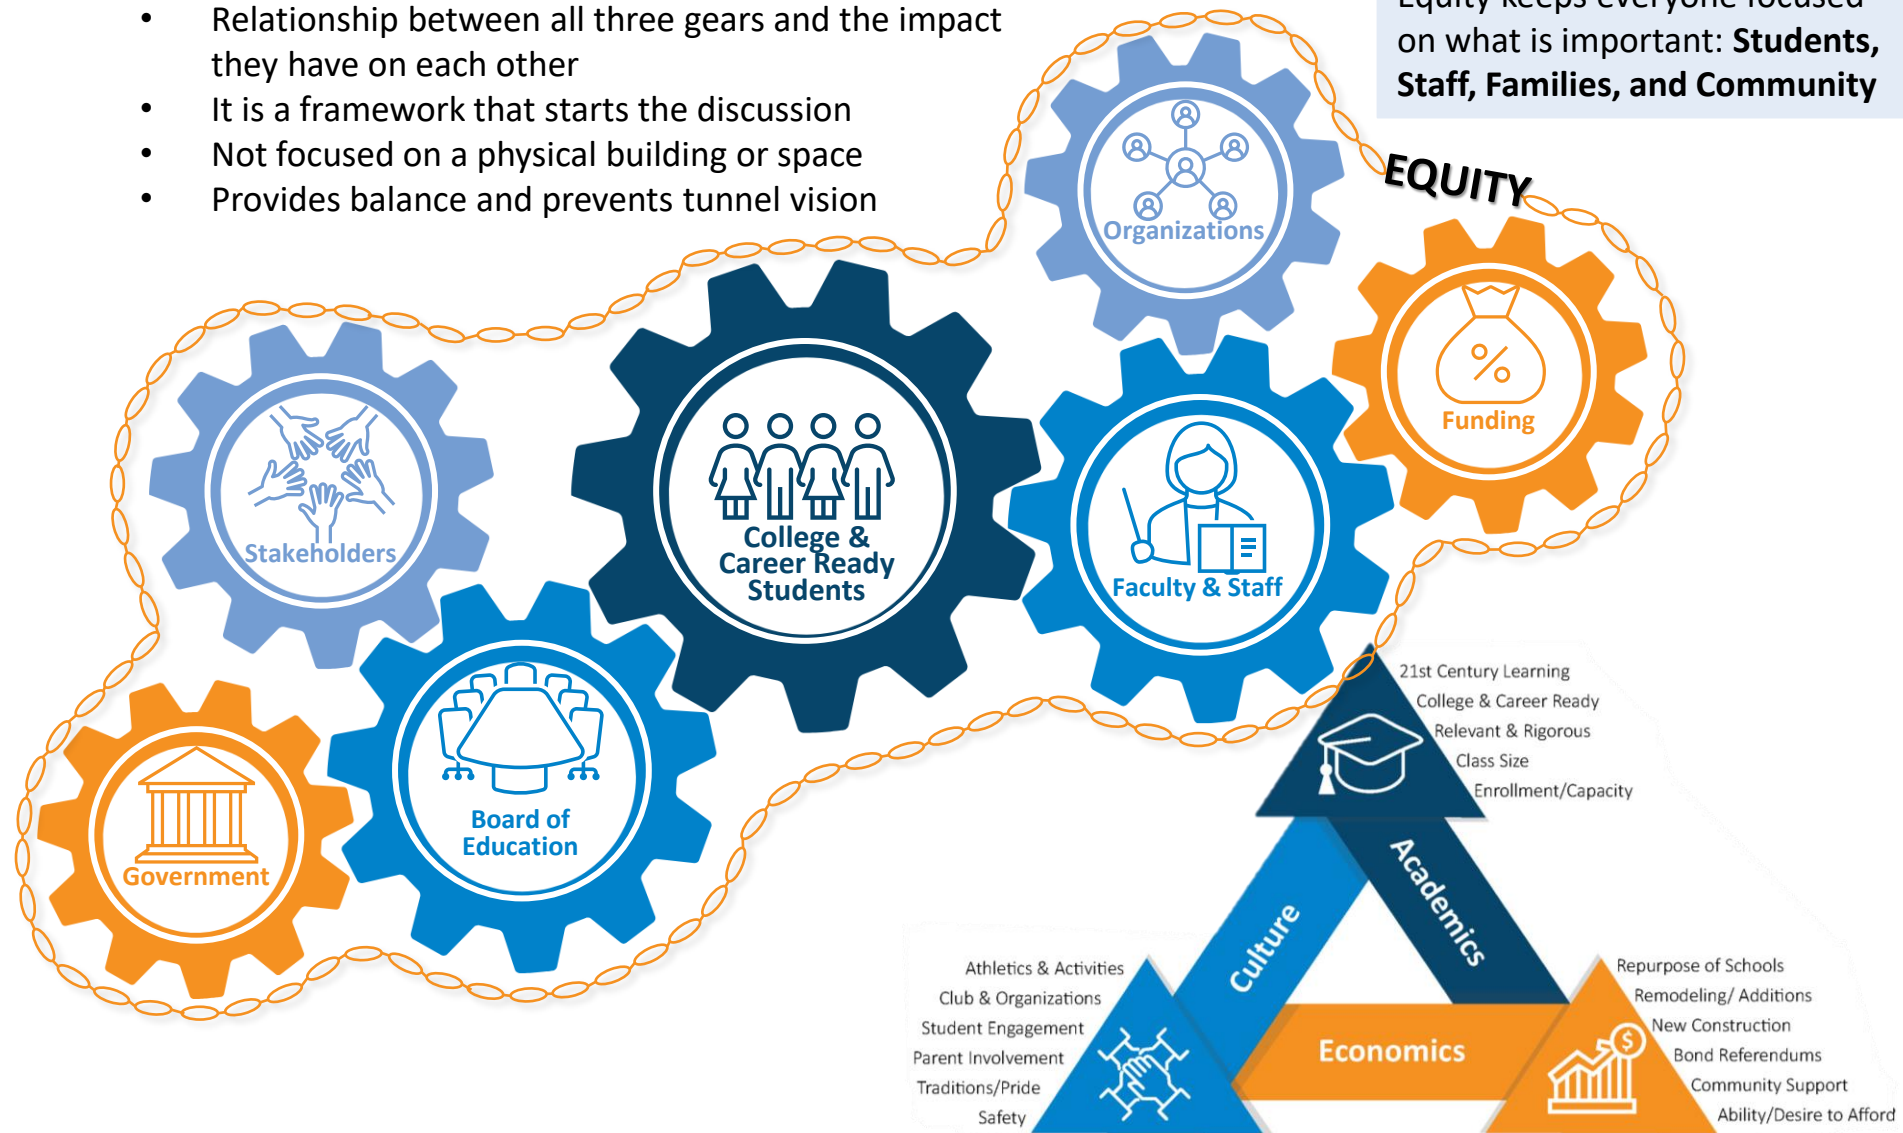 • Relationship between all three gears and the impact
they have on each other
• It is a framework that starts the discussion
• Not focused on a physical building or space
• Provides balance and prevents tunnel vision
Equity keeps everyone focused
on what is important: Students,
Staff, Families, and Community
EQUITY
Organizations
Funding
Stakeholders
College &
Career Ready
Students
Faculty & Staff
Board of
Education
Government
21st Century Learning
College & Career Ready
Relevant & Rigorous
Class Size
Enrollment/Capacity
Academics
Culture
Economics
Athletics & Activities
Club & Organizations
Student Engagement
Parent Involvement
Traditions/Pride
Safety
Repurpose of Schools
Remodeling/ Additions
New Construction
Bond Referendums
Community Support
Ability/Desire to Afford